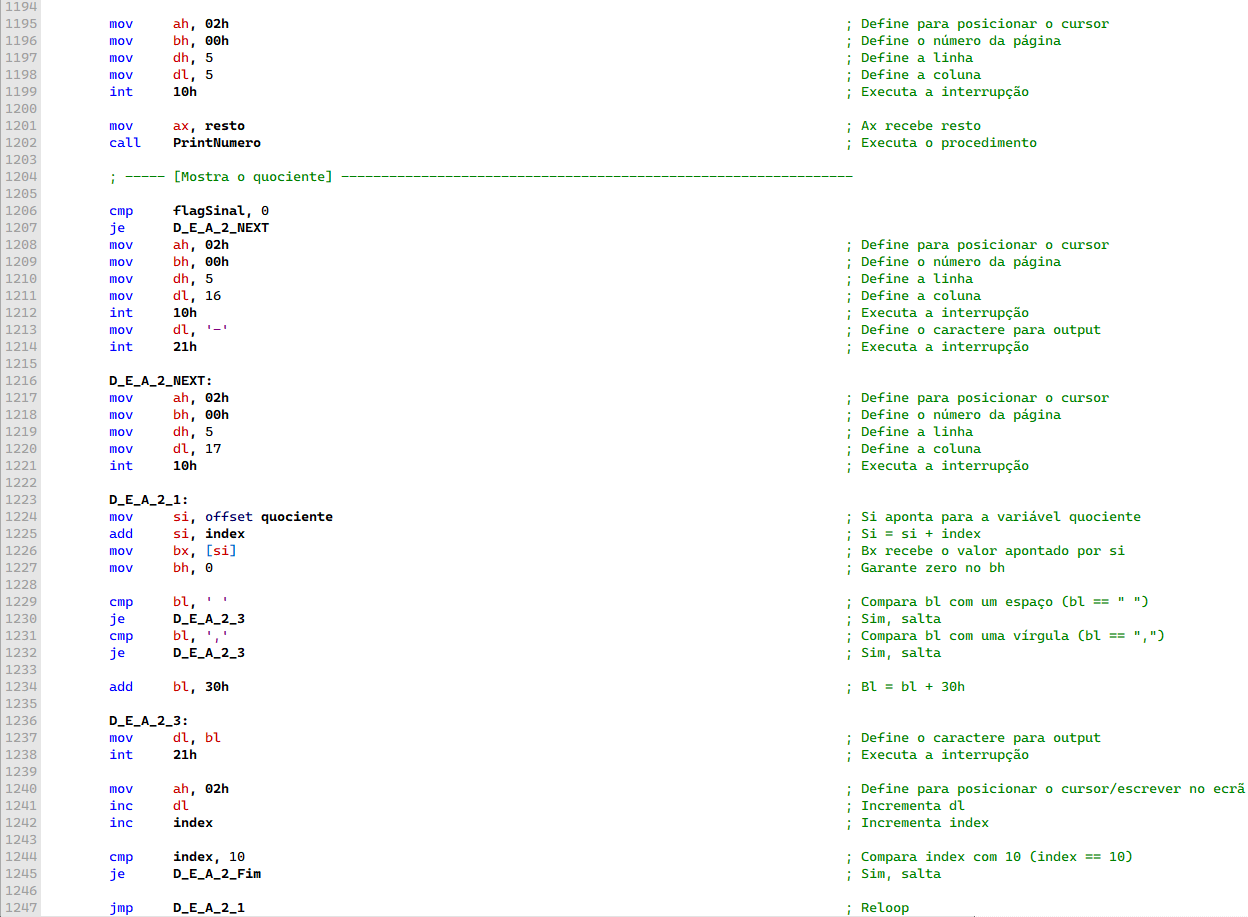 1194
1195 mov ah, 02h ; Define para posicionar o cursor
1196 mov bh, 00h ; Define o número da página
1197 mov dh, 5 ; Define a linha
1198 mov dl, 5 ; Define a coluna
1199 int 10h ; Executa a interrupção
1200
1201 mov ax, resto ; Ax recebe resto
1202 call PrintNumero ; Executa o procedimento
1203
1204 ; ----- [Mostra o quociente] ----------------------------------------------------------------
1205
1206 cmp flagSinal, 0
1207 je D_E_A_2_NEXT
1208 mov ah, 02h ; Define para posicionar o cursor
1209 mov bh, 00h ; Define o número da página
1210 mov dh, 5 ; Define a linha
1211 mov dl, 16 ; Define a coluna
1212 int 10h ; Executa a interrupção
1213 mov dl, '-' ; Define o caractere para output
1214 int 21h ; Executa a interrupção
1215
1216 D_E_A_2_NEXT:
1217 mov ah, 02h ; Define para posicionar o cursor
1218 mov bh, 00h ; Define o número da página
1219 mov dh, 5 ; Define a linha
1220 mov dl, 17 ; Define a coluna
1221 int 10h ; Executa a interrupção
1222
1223 D_E_A_2_1:
1224 mov si, offset quociente ; Si aponta para a variável quociente
1225 add si, index ; Si = si + index
1226 mov bx, [si] ; Bx recebe o valor apontado por si
1227 mov bh, 0 ; Garante zero no bh
1228
1229 cmp bl, ' ' ; Compara bl com um espaço (bl == " ")
1230 je D_E_A_2_3 ; Sim, salta
1231 cmp bl, ',' ; Compara bl com uma vírgula (bl == ",")
1232 je D_E_A_2_3 ; Sim, salta
1233
1234 add bl, 30h ; Bl = bl + 30h
1235
1236 D_E_A_2_3:
1237 mov dl, bl ; Define o caractere para output
1238 int 21h ; Executa a interrupção
1239
1240 mov ah, 02h ; Define para posicionar o cursor/escrever no ecrã
1241 inc dl ; Incrementa dl
1242 inc index ; Incrementa index
1243
1244 cmp index, 10 ; Compara index com 10 (index == 10)
1245 je D_E_A_2_Fim ; Sim, salta
1246
1247 jmp D_E_A_2_1 ; Reloop